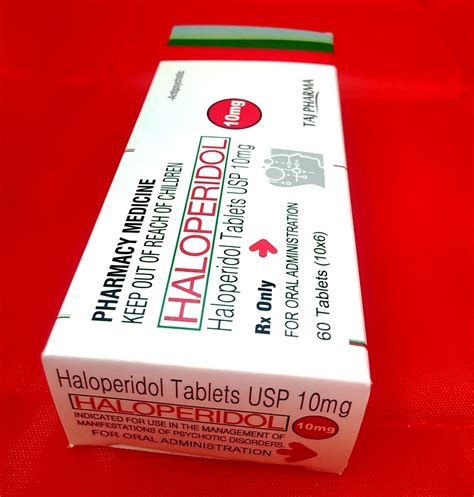 -Antipsychotic
10mg
TAJ PHARMA
PHARMACY MEDICINE
KEEP OUT OF REACH OF CHILDREN
HALOPERIDOL
Haloperidol Tablets USP 10mg
Rx Only
FOR ORAL ADMINISTRATION
60 Tablets (10x6)
Haloperidol Tablets USP 10mg
HALOPERIDOL
10mg
INDICATED FOR USE IN THE MANAGEMENT OF
MANIFESTATIONS OF PSYCHOTIC DISORDERS.
FOR ORAL ADMINISTRATION